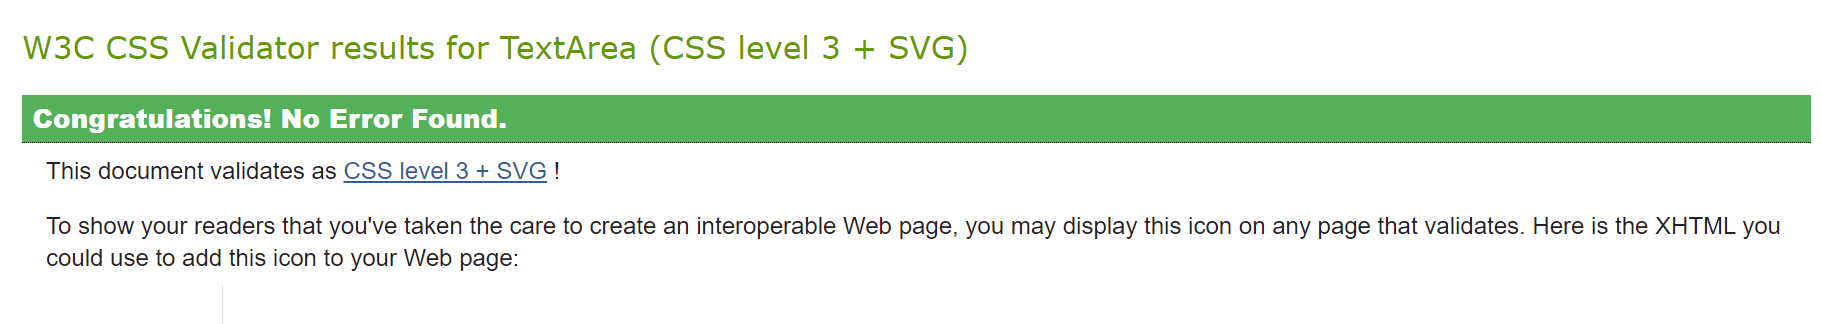 W3C CSS Validator results for TextArea (CSS level 3 + SVG)
Congratulations! No Error Found.
This document validates as CSS level 3 + SVG !
To show your readers that you've taken the care to create an interoperable Web page, you may display this icon on any page that validates. Here is the XHTML you
could use to add this icon to your Web page: